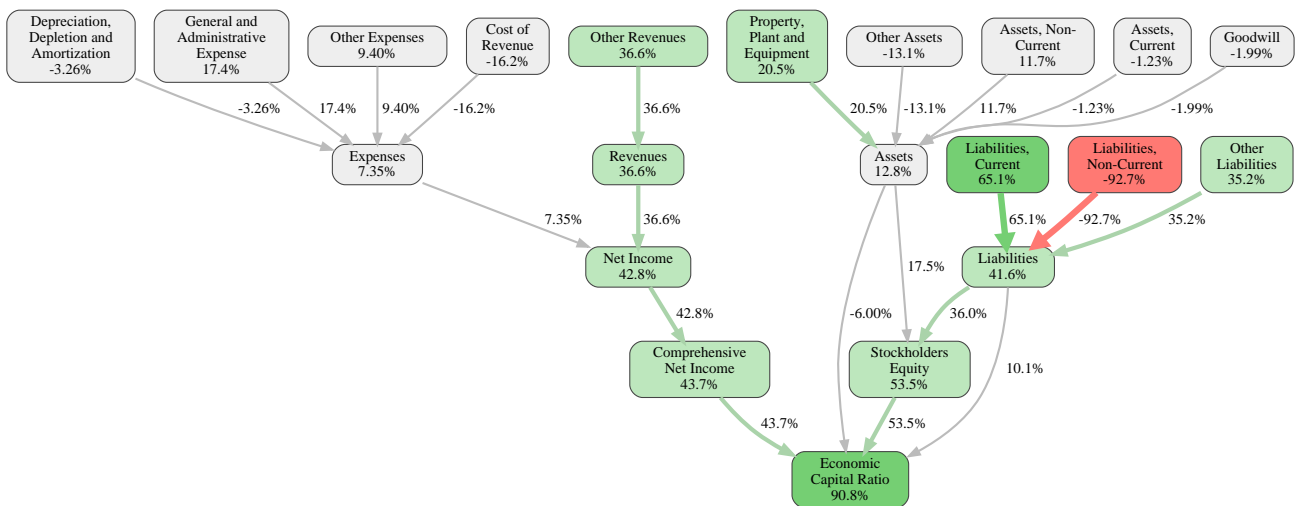 Depreciation,
Depletion and
Amortization
-3.26%
General and
Administrative
Expense
17.4%
Other Expenses
9.40%
Cost of
Revenue
-16.2%
Other Revenues
36.6%
Property,
Plant and
Equipment
20.5%
Other Assets
-13.1%
Assets, Non-
Current
11.7%
Assets,
Current
-1.23%
Goodwill
-1.99%
-3.26%
17.4%
9.40%
-16.2%
36.6%
20.5%
-13.1%
11.7%
-1.23%
-1.99%
Expenses
7.35%
Revenues
36.6%
Assets
12.8%
Liabilities,
Current
65.1%
Liabilities,
Non-Current
-92.7%
Other
Liabilities
35.2%
7.35%
36.6%
65.1%
-92.7%
35.2%
Net Income
42.8%
17.5%
Liabilities
41.6%
42.8%
-6.00%
36.0%
Comprehensive
Net Income
43.7%
Stockholders
Equity
53.5%
10.1%
43.7%
53.5%
Economic
Capital Ratio
90.8%